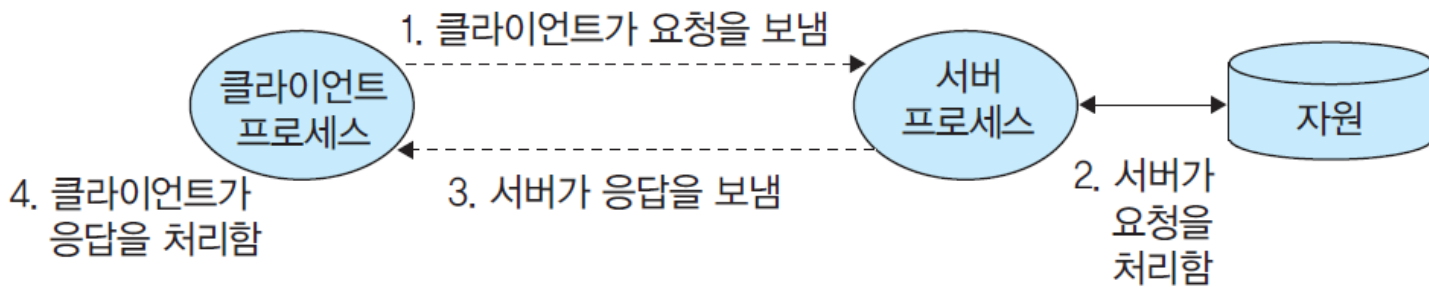 1. 클라이언트가 요청을 보냄
클라이언트
프로세스
서버
프로세스
자원
2. 서버가
요청을
처리함
3. 서버가 응답을 보냄
4. 클라이언트가
응답을 처리함